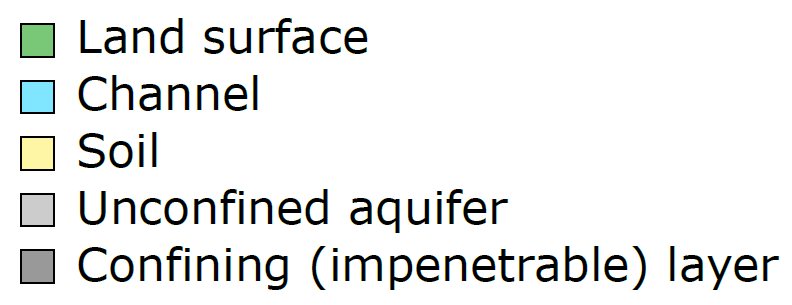 Land surface
Channel
Soil
Unconfined aquifer
Confining (impenetrable) layer